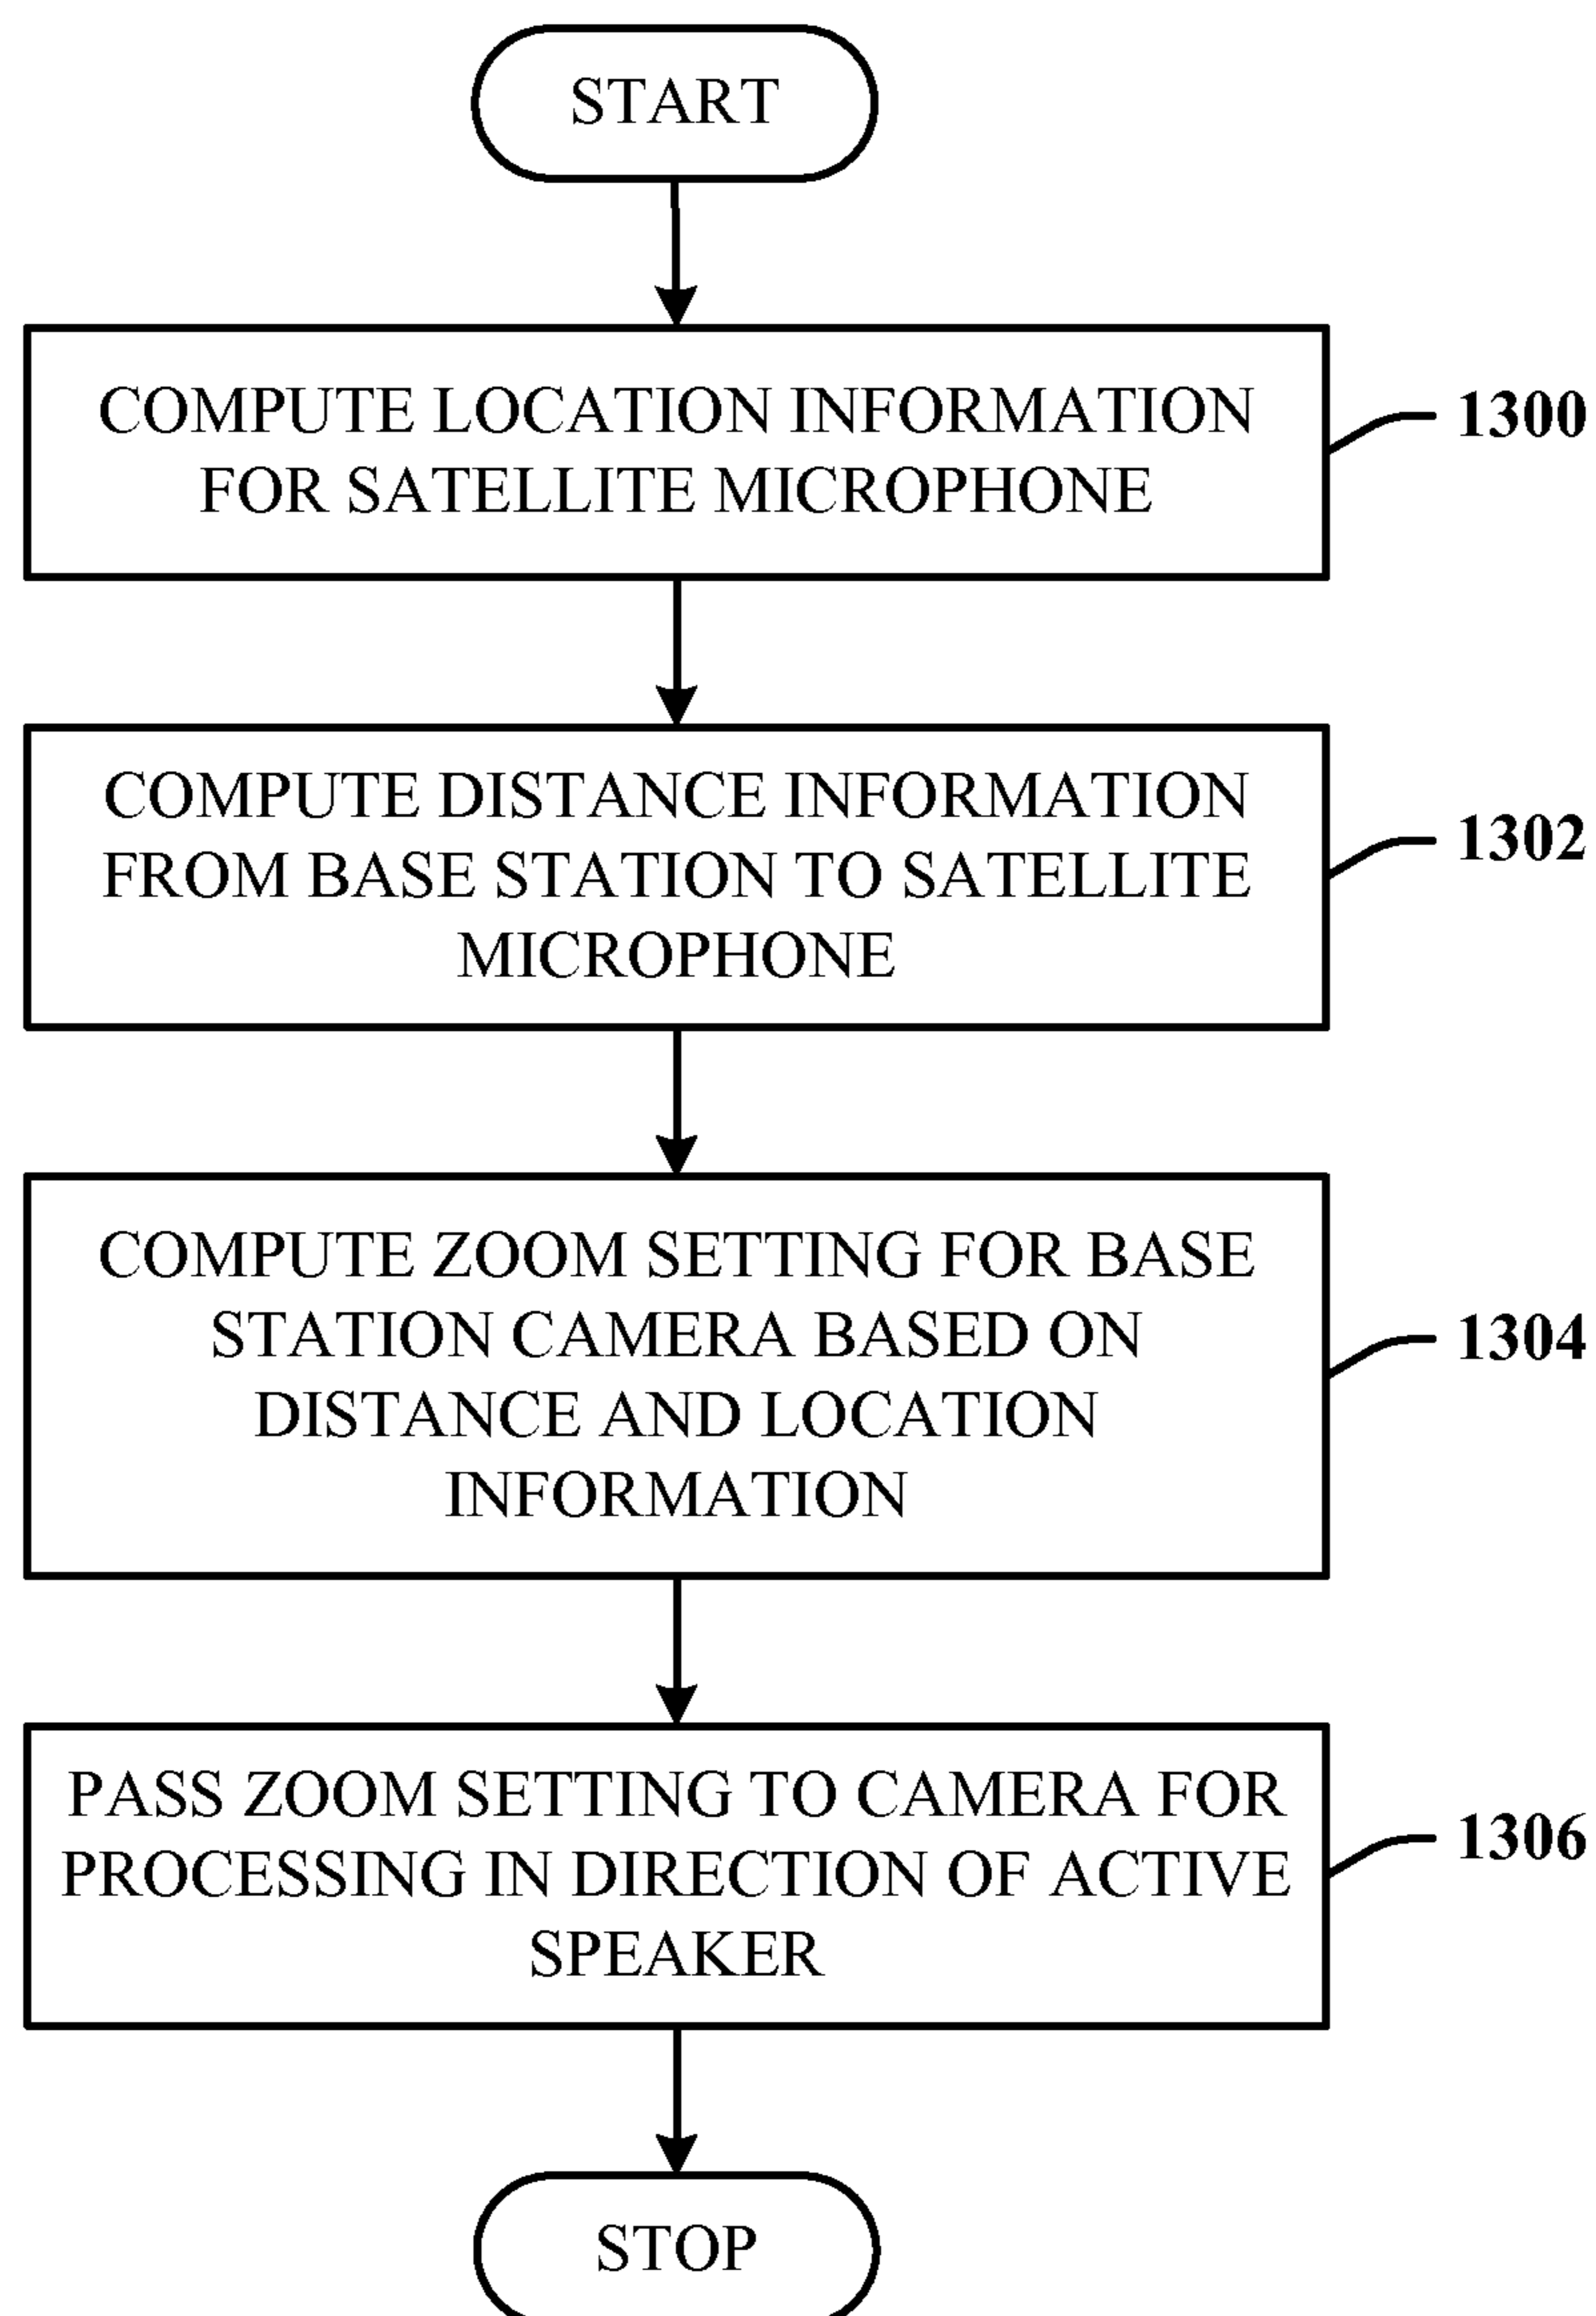 START
COMPUTE LOCATION INFORMATION
FOR SATELLITE MICROPHONE
1300
COMPUTE DISTANCE INFORMATION
FROM BASE STATION TO SATELLITE
MICROPHONE
1302
COMPUTE ZOOM SETTING FOR BASE
STATION CAMERA BASED ON
DISTANCE AND LOCATION
INFORMATION
1304
PASS ZOOM SETTING TO CAMERA FOR
PROCESSING IN DIRECTION OF ACTIVE
SPEAKER
1306
STOP